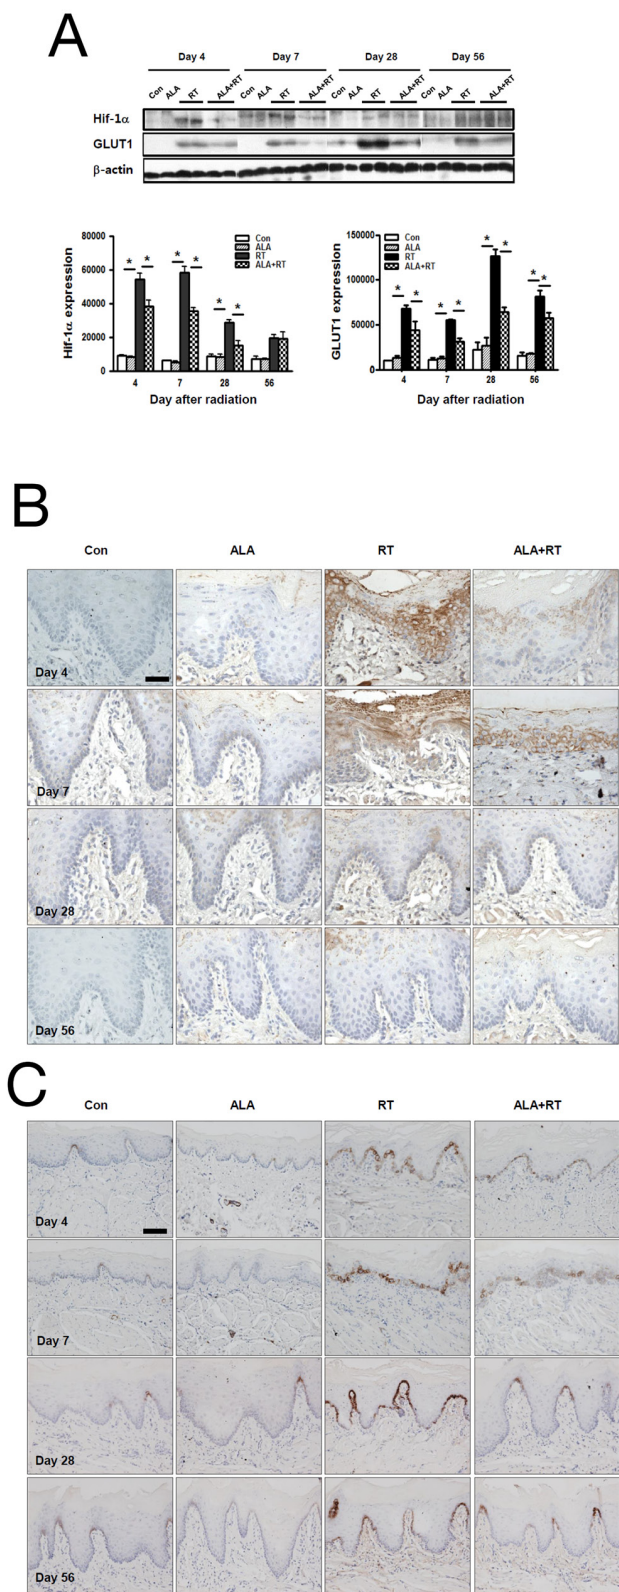 A
Day 4 Day 7 Day 28 Day 56
Con ALA RT ALA+RT Con ALA RT ALA+RT Con ALA RT ALA+RT Con ALA RT ALA+RT
Hif-1α
GLUT1
β-actin
Hif-1α expression
80000
60000
40000
20000
0
Con
ALA
RT
ALA+RT
* * * * * *
4 7 28 56
Day after radiation
GLUT1 expression
150000
100000
50000
0
Con
ALA
RT
ALA+RT
* * * * * * * *
4 7 28 56
Day after radiation
B
Con ALA RT ALA+RT
Day 4
Day 7
Day 28
Day 56
C
Con ALA RT ALA+RT
Day 4
Day 7
Day 28
Day 56